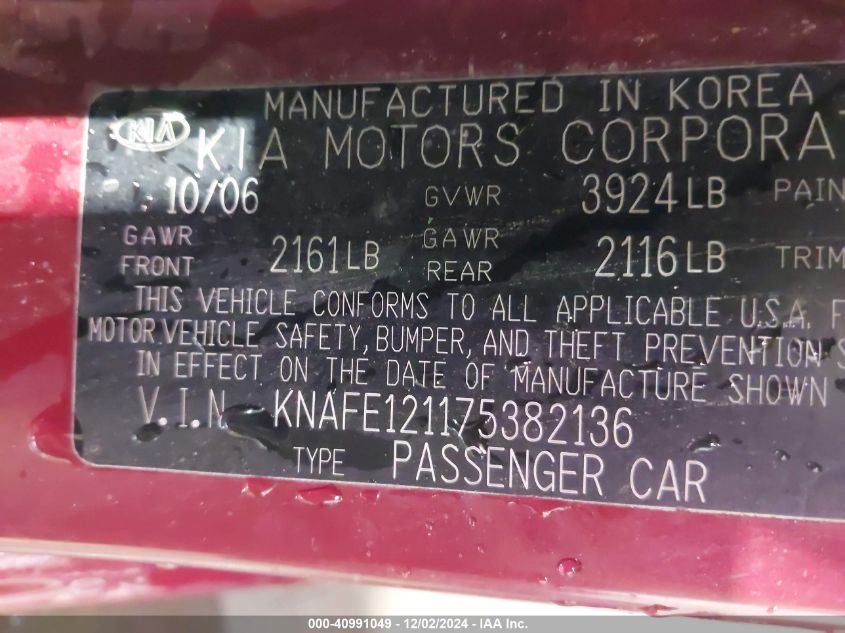 MANUFACTURED IN KOREA
KIA KIA MOTORS CORPORAT
10/06 GVWR 3924LB PAIN
GAWR FRONT 2161LB GAWR REAR 2116LB TRIM
THIS VEHICLE CONFORMS TO ALL APPLICABLE U.S.A. F
MOTOR VEHICLE SAFETY, BUMPER, AND THEFT PREVENTION S
IN EFFECT ON THE DATE OF MANUFACTURE SHOWN
V.I.N KNAFE121175382136
TYPE PASSENGER CAR
000-40991049 - 12/02/2024 - IAA Inc.